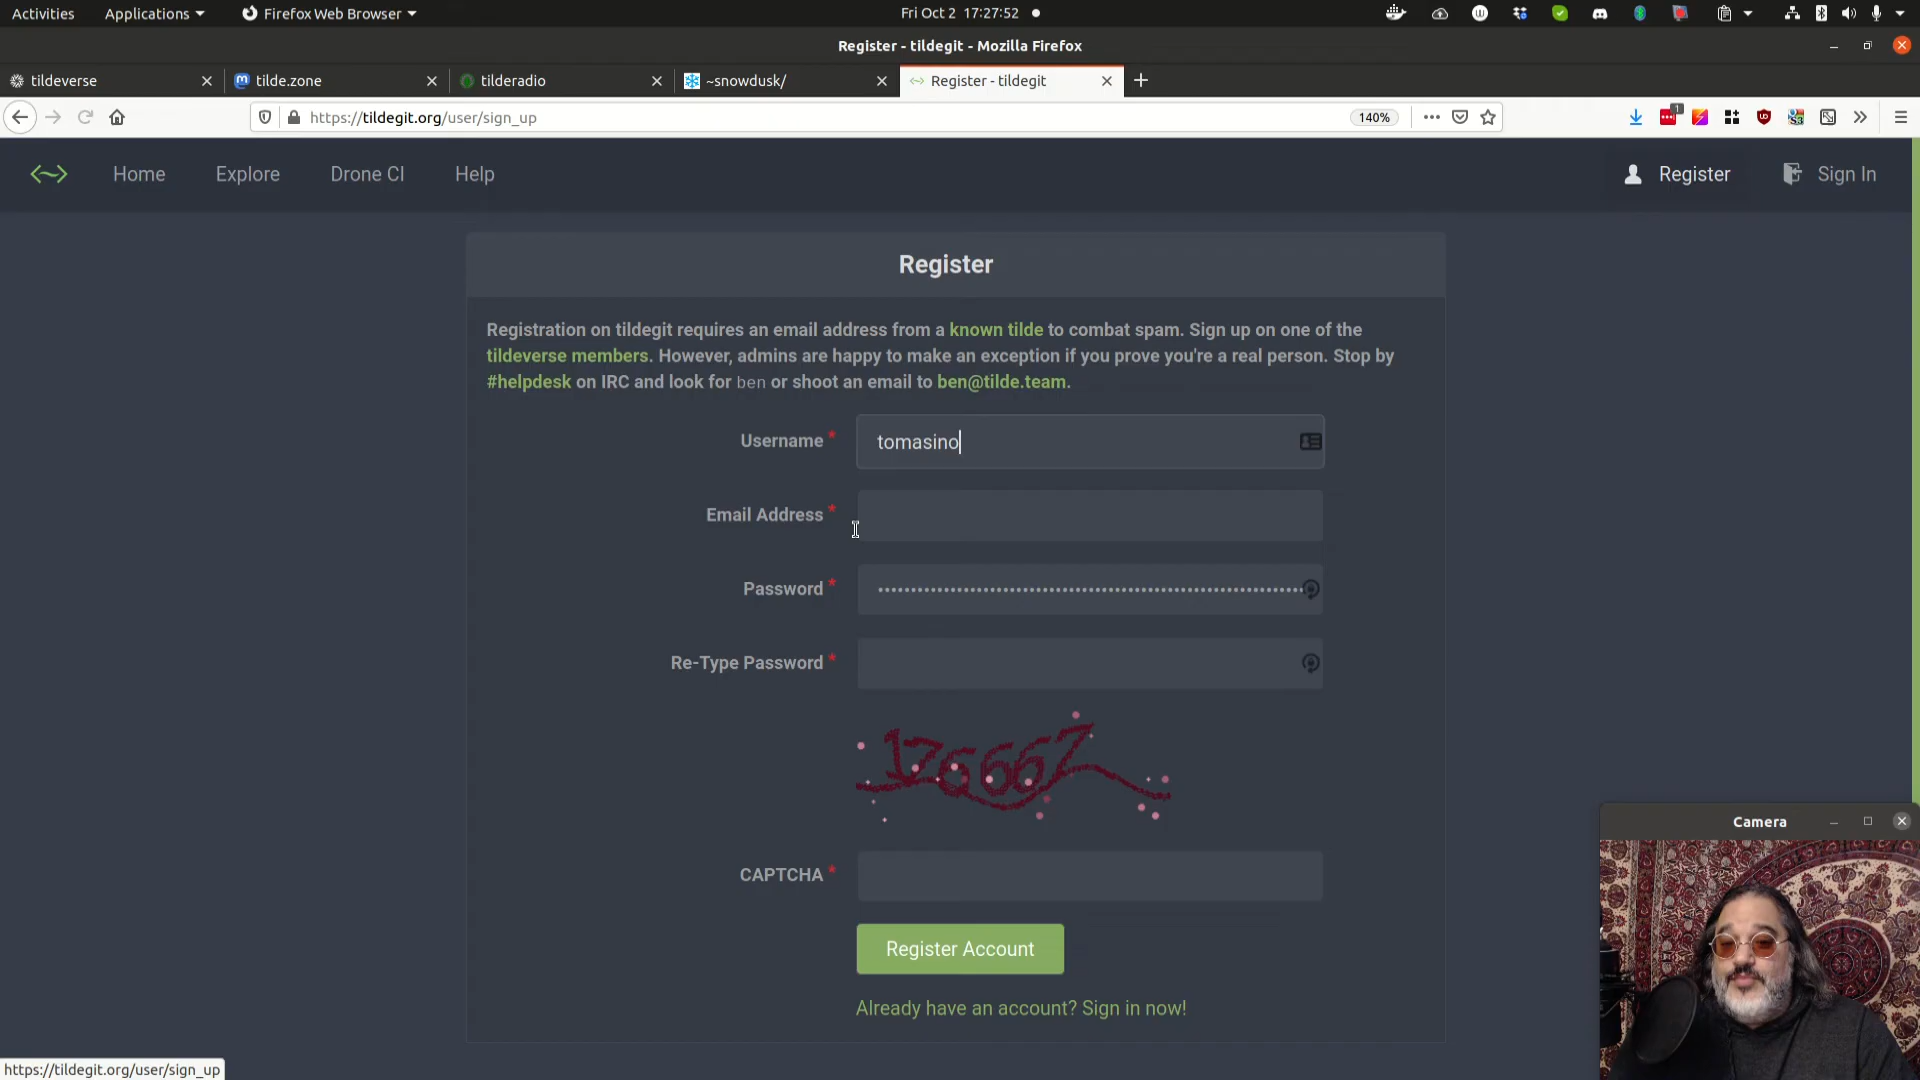 Activities Applications Firefox Web Browser Fri Oct 2 17:27:52
Register - tildegit - Mozilla Firefox
tildeverse tilde.zone tilderadio ~snowdusk/ Register - tildegit
https://tildegit.org/user/sign_up 140% 1
Home Explore Drone CI Help Register Sign In
Register
Registration on tildegit requires an email address from a known tilde to combat spam. Sign up on one of the
tildeverse members. However, admins are happy to make an exception if you prove you're a real person. Stop by
#helpdesk on IRC and look for ben or shoot an email to ben@tilde.team.
Username * tomasino
Email Address *
Password *
Re-Type Password *
CAPTCHA *
Register Account
Already have an account? Sign in now!
Camera
https://tildegit.org/user/sign_up